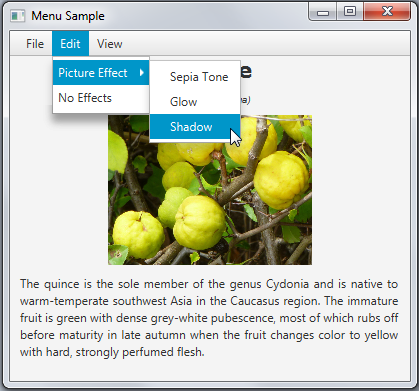 Menu Sample
File Edit View
Picture Effect
No Effects
Sepia Tone
Glow
Shadow
The quince is the sole member of the genus Cydonia and is native to
warm-temperate southwest Asia in the Caucasus region. The immature
fruit is green with dense grey-white pubescence, most of which rubs off
before maturity in late autumn when the fruit changes color to yellow
with hard, strongly perfumed flesh.